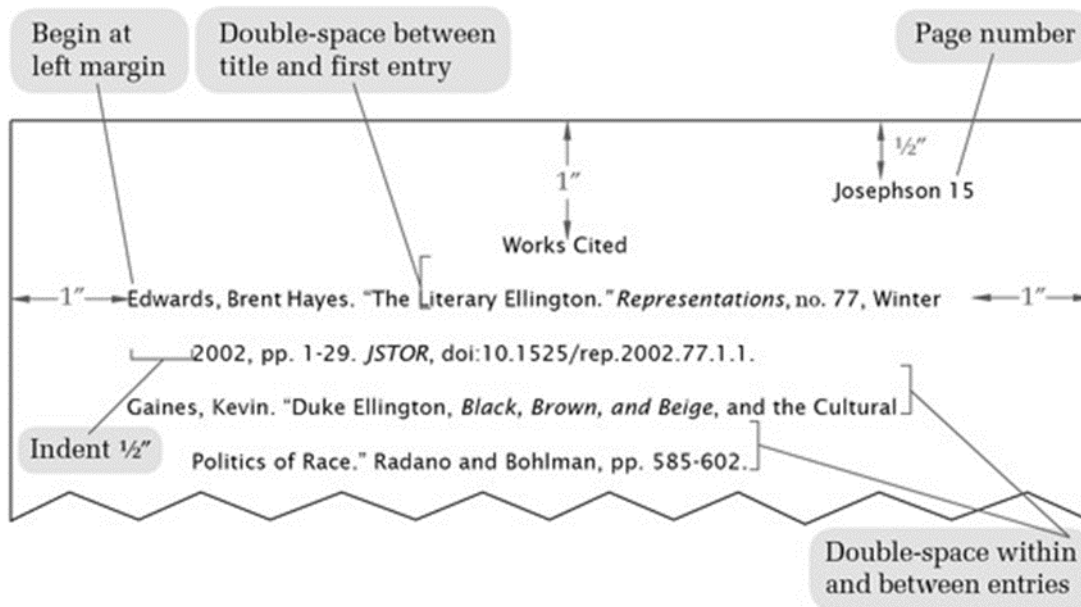 Begin at
left margin
Double-space between
title and first entry
Page number
½″
1″
Josephson 15
Works Cited
1″
Edwards, Brent Hayes. “The Literary Ellington.” Representations, no. 77, Winter
1″
2002, pp. 1-29. JSTOR, doi:10.1525/rep.2002.77.1.1.
Gaines, Kevin. “Duke Ellington, Black, Brown, and Beige, and the Cultural
Indent ½″
Politics of Race.” Radano and Bohlman, pp. 585-602.
Double-space within
and between entries